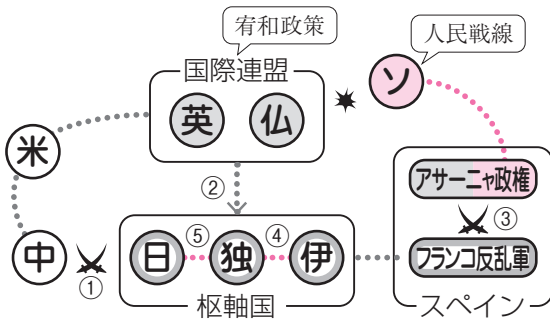 宥和政策
人民戦線
国際連盟
英
仏
ソ
米
アサーニャ政権
②
③
⑤
④
中
日
独
伊
フランコ反乱軍
①
枢軸国
スペイン